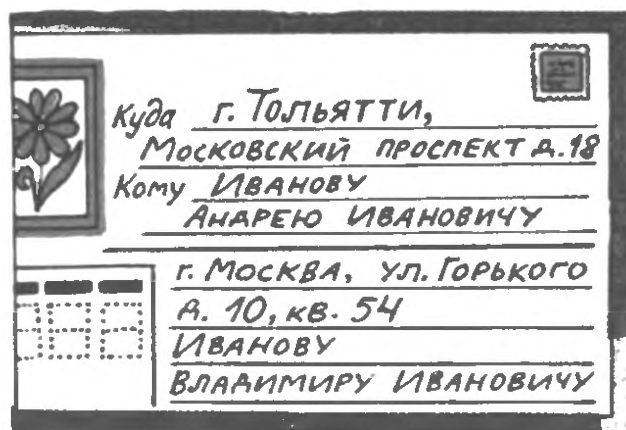 Куда г. Тольятти,
Московский проспект д. 18
Кому Иванову
Андрею Ивановичу
г. Москва, ул. Горького
д. 10, кв. 54
Иванову
Владимиру Ивановичу